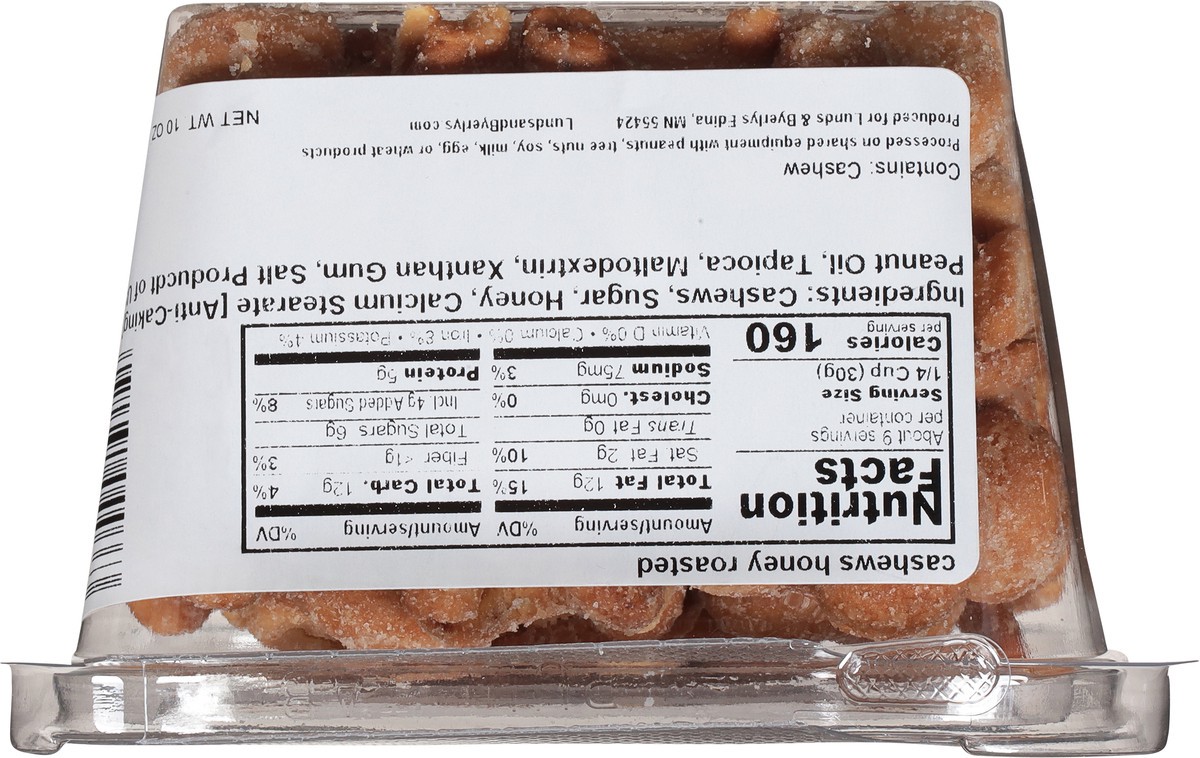 cashews honey roasted
Nutrition
Facts
About 9 servings
per container
Serving Size
1/4 Cup (30g)
Calories 160
per serving
Amount/serving %DV
Total Fat 12g 15%
Sat. Fat 2g 10%
Trans Fat 0g
Cholest. 0mg 0%
Sodium 75mg 3%
Amount/serving %DV
Total Carb. 12g 4%
Fiber <1g 3%
Total Sugars 6g
Incl. 4g Added Sugars 8%
Protein 5g
Vitamin D 0% • Calcium 0% • Iron 8% • Potassium 4%
Ingredients: Cashews, Sugar, Honey, Calcium Stearate [Anti-Caking
Peanut Oil, Tapioca, Maltodextrin, Xanthan Gum, Salt Producdt of
Contains: Cashew
Processed on shared equipment with peanuts, tree nuts, soy, milk, egg, or wheat products
Produced for Lunds & Byerlys Edina, MN 55424 LundsandByerlys com
NET WT 10 OZ